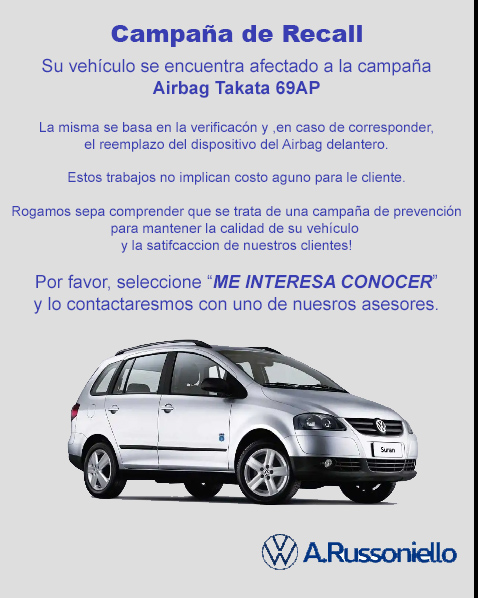 Campaña de Recall
Su vehículo se encuentra afectado a la campaña
Airbag Takata 69AP
La misma se basa en la verificacón y ,en caso de corresponder,
el reemplazo del dispositivo del Airbag delantero.
Estos trabajos no implican costo aguno para le cliente.
Rogamos sepa comprender que se trata de una campaña de prevención
para mantener la calidad de su vehículo
y la satifcaccion de nuestros clientes!
Por favor, seleccione “ME INTERESA CONOCER”
y lo contactaresmos con uno de nuesros asesores.
Suran
A.Russoniello